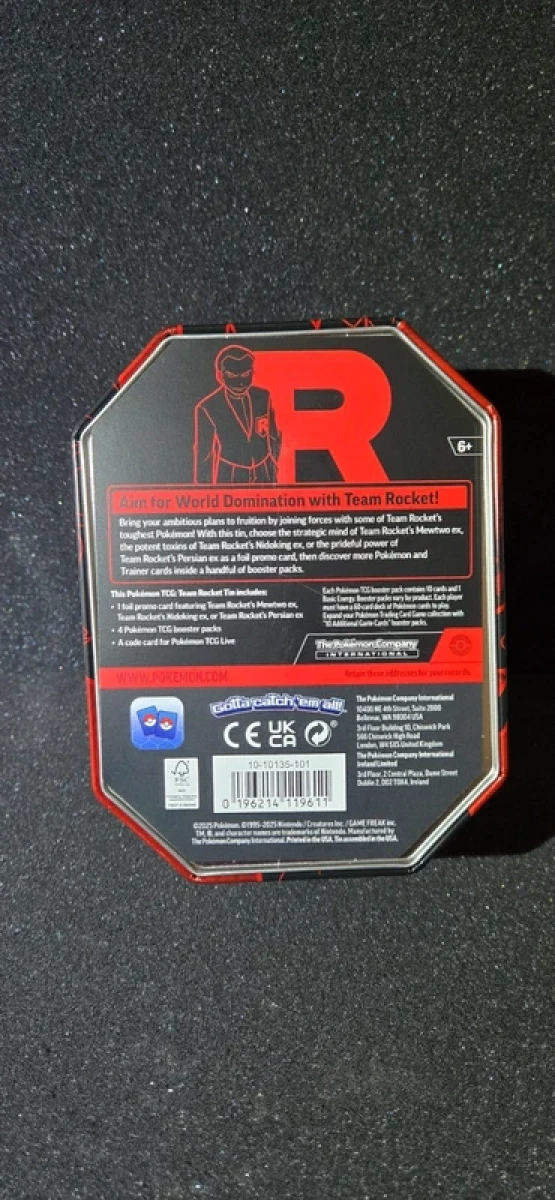 R
R
6+
Aim for World Domination with Team Rocket!
Bring your ambitious plans to fruition by joining forces with some of Team Rocket's
toughest Pokémon! With this tin, choose the strategic mind of Team Rocket's Mewtwo ex,
the potent toxins of Team Rocket's Nidoking ex, or the prideful power of
Team Rocket's Persian ex as a foil promo card, then discover more Pokémon and
Trainer cards inside a handful of booster packs.
This Pokémon TCG: Team Rocket Tin includes:
• 1 foil promo card featuring Team Rocket's Mewtwo ex,
Team Rocket's Nidoking ex, or Team Rocket's Persian ex
• 4 Pokémon TCG booster packs
• A code card for Pokémon TCG Live
Each Pokémon TCG booster pack contains 10 cards and 1
Basic Energy. Booster packs vary by product. Each player
must have a 60-card deck of Pokémon cards to play.
Expand your Pokémon Trading Card Game collection with
"10 Additional Game Cards" booster packs.
The Pokémon Company
INTERNATIONAL
WWW.POKEMON.COM
Retain these addresses for your records.
Gotta catch 'em all!
CE UK
CA
The Pokémon Company International
10400 NE 4th Street, Suite 2800
Bellevue, WA 98004 USA
3rd Floor Building 10, Chiswick Park
566 Chiswick High Road
London, W4 5XS United Kingdom
The Pokémon Company International
Ireland Limited
3rd Floor, 2 Central Plaza, Dame Street
Dublin 2, D02 T0X4, Ireland
FSC
10-10135-101
0 196214 119611
©2025 Pokémon. ©1995–2025 Nintendo / Creatures Inc. / GAME FREAK inc.
TM, ®, and character names are trademarks of Nintendo. Manufactured by
The Pokémon Company International. Printed in the USA. Tin assembled in the USA.